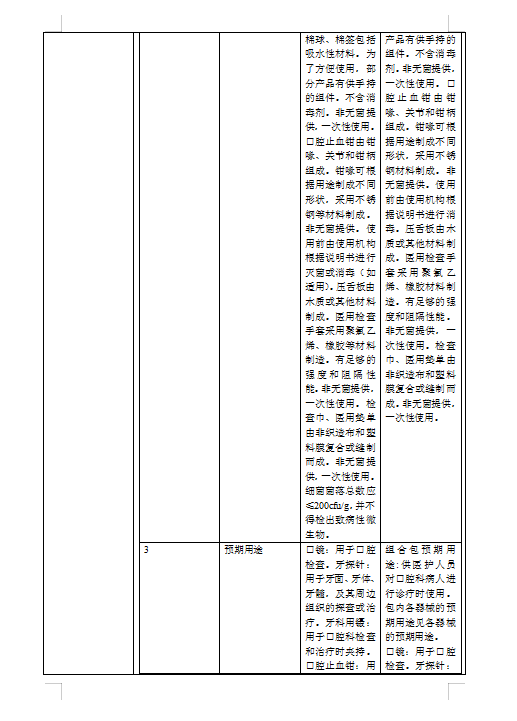 棉球、棉签包括
吸水性材料。为
了方便使用，部
分产品有供手持
的组件。不含消
毒剂。非无菌提
供，一次性使用。
口腔止血钳由钳
喙、关节和钳柄
组成。钳喙可根
据用途制成不同
形状，采用不锈
钢等材料制成。
非无菌提供。使
用前由使用机构
根据说明书进行
灭菌或消毒（如
适用）。压舌板由
木质或其他材料
制成。医用检查
手套采用聚氯乙
烯、橡胶等材料
制造。有足够的
强度和阻隔性
能。非无菌提供，
一次性使用。检
查巾、医用垫单
由非织造布和塑
料膜复合或缝制
而成。非无菌提
供，一次性使用。
细菌菌落总数应
≤200cfu/g，并不
得检出致病性微
生物。
产品有供手持的
组件。不含消毒
剂。非无菌提供，
一次性使用。口
腔止血钳由钳
喙、关节和钳柄
组成。钳喙可根
据用途制成不同
形状，采用不锈
钢材料制成。非
无菌提供。使用
前由使用机构根
据说明书进行消
毒。压舌板由木
质或其他材料制
成。医用检查手
套采用聚氯乙
烯、橡胶材料制
造。有足够的强
度和阻隔性能。
非无菌提供，一
次性使用。检查
巾、医用垫单由
非织造布和塑料
膜复合或缝制而
成。非无菌提供，
一次性使用。
3
预期用途
口镜：用于口腔
检查。牙探针：
用于牙面、牙体、
牙髓，及其周边
组织的探查或治
疗。牙科用镊：
用于口腔科检查
和治疗时夹持。
口腔止血钳：用
组合包预期用
途：供医护人员
对口腔科病人进
行诊疗时使用。
包内各器械的预
期用途见各器械
的预期用途。
口镜：用于口腔
检查。牙探针：